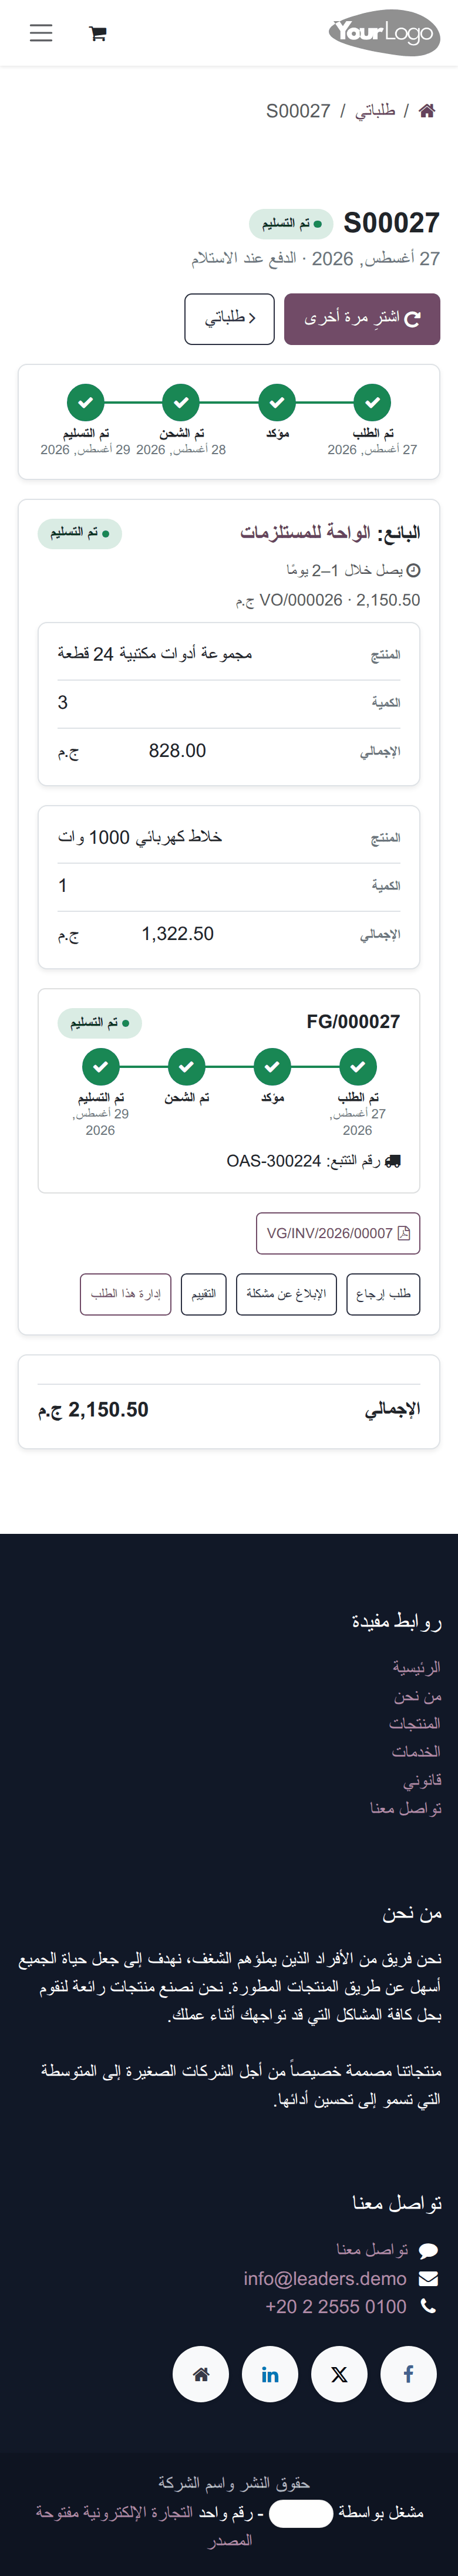 YourLogo
طلباتي / S00027
S00027 تم التسليم
27 أغسطس, 2026 · الدفع عند الاستلام
اشترِ مرة أخرى
طلباتي
تم الطلب
27 أغسطس, 2026
مؤكد
تم الشحن
28 أغسطس, 2026
تم التسليم
29 أغسطس, 2026
البائع: الواحة للمستلزمات
تم التسليم
يصل خلال 1–2 يومًا
VO/000026 · 2,150.50 ج.م
المنتج مجموعة أدوات مكتبية 24 قطعة
الكمية 3
الإجمالي 828.00 ج.م
المنتج خلاط كهربائي 1000 وات
الكمية 1
الإجمالي 1,322.50 ج.م
FG/000027 تم التسليم
تم الطلب
27 أغسطس,
2026
مؤكد
تم الشحن
تم التسليم
29 أغسطس,
2026
رقم التتبع: OAS-300224
VG/INV/2026/00007
طلب إرجاع
الإبلاغ عن مشكلة
التقييم
إدارة هذا الطلب
الإجمالي 2,150.50 ج.م
روابط مفيدة
الرئيسية
من نحن
المنتجات
الخدمات
قانوني
تواصل معنا
من نحن
نحن فريق من الأفراد الذين يملؤهم الشغف، نهدف إلى جعل حياة الجميع
أسهل عن طريق المنتجات المطورة. نحن نصنع منتجات رائعة لنقوم
بحل كافة المشاكل التي قد تواجهك أثناء عملك.
منتجاتنا مصممة خصيصاً من أجل الشركات الصغيرة إلى المتوسطة
التي تسمو إلى تحسين أدائها.
تواصل معنا
تواصل معنا
info@leaders.demo
+20 2 2555 0100
حقوق النشر واسم الشركة
مشغل بواسطة - رقم واحد التجارة الإلكترونية مفتوحة
المصدر